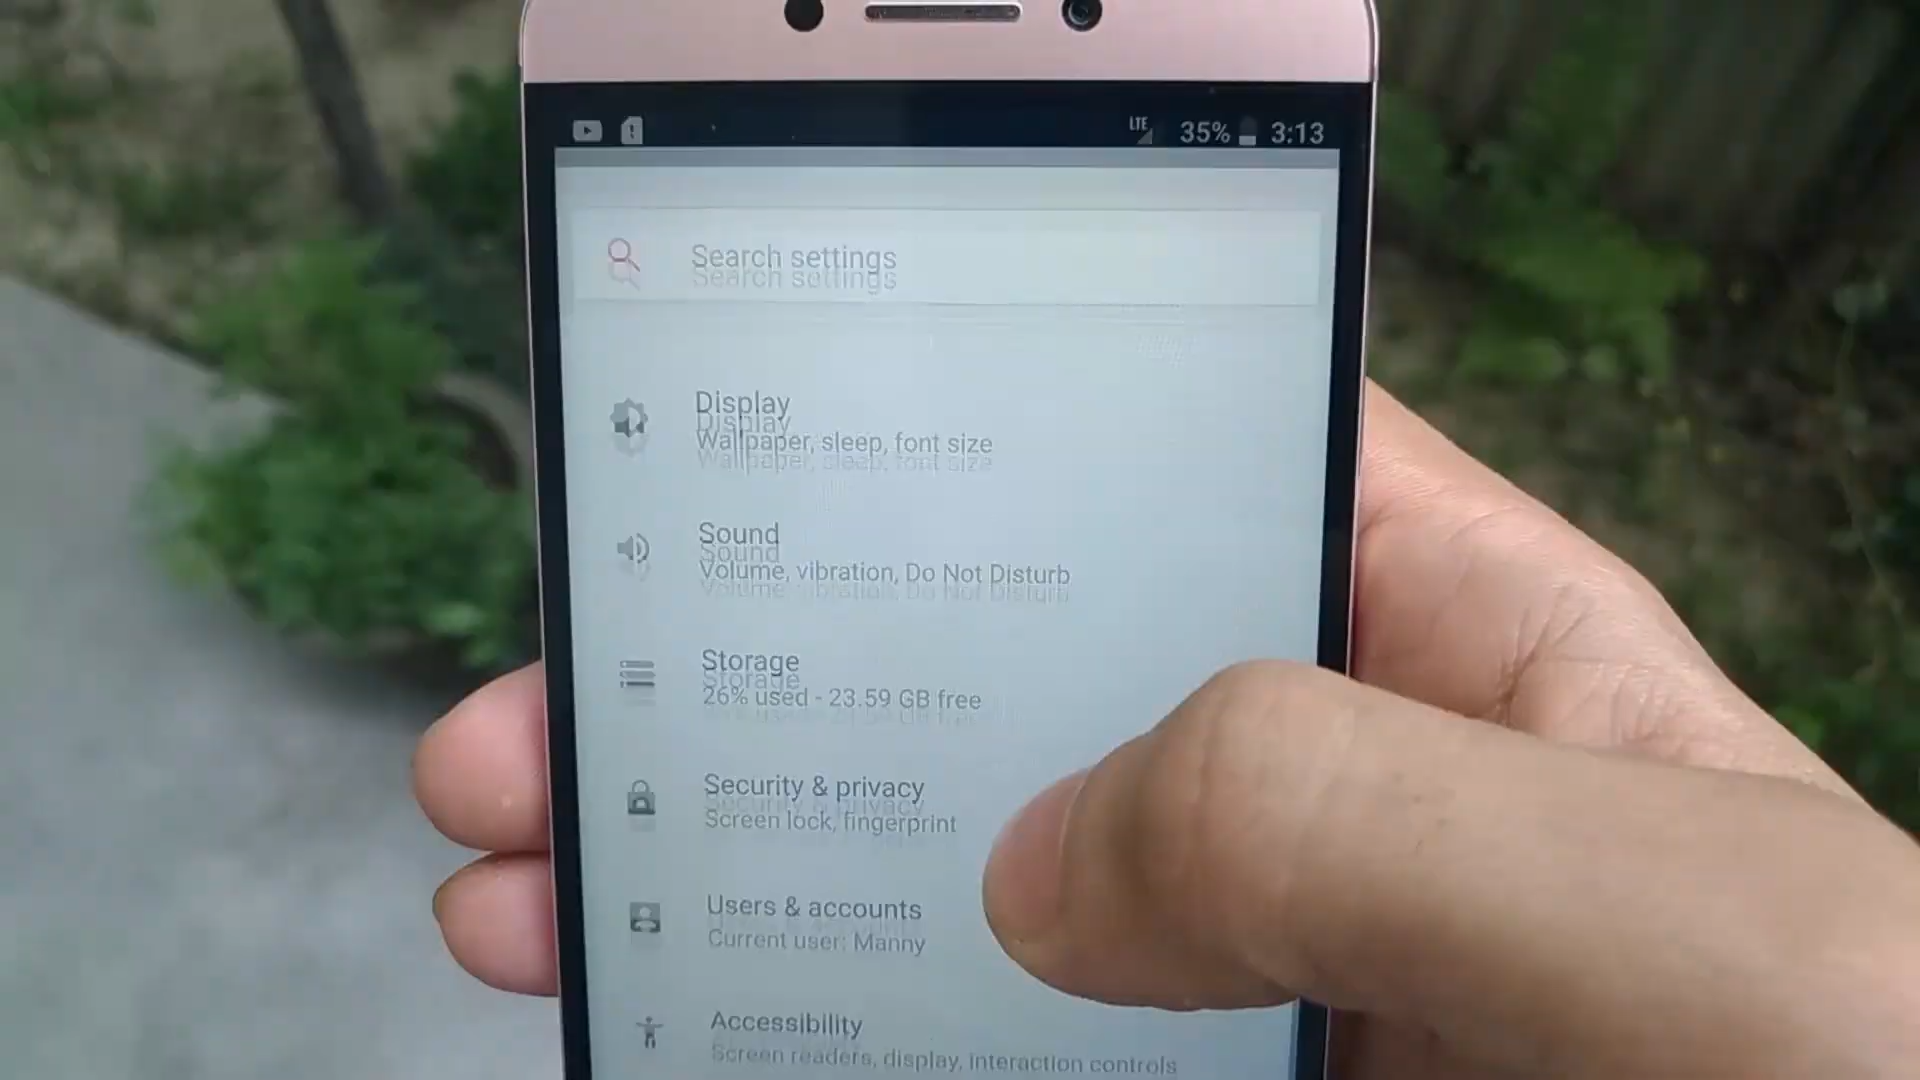 LTE 35% 3:13
Search settings
Display
Wallpaper, sleep, font size
Sound
Volume, vibration, Do Not Disturb
Storage
26% used - 23.59 GB free
Security & privacy
Screen lock, fingerprint
Users & accounts
Current user: Manny
Accessibility
Screen readers, display, interaction controls